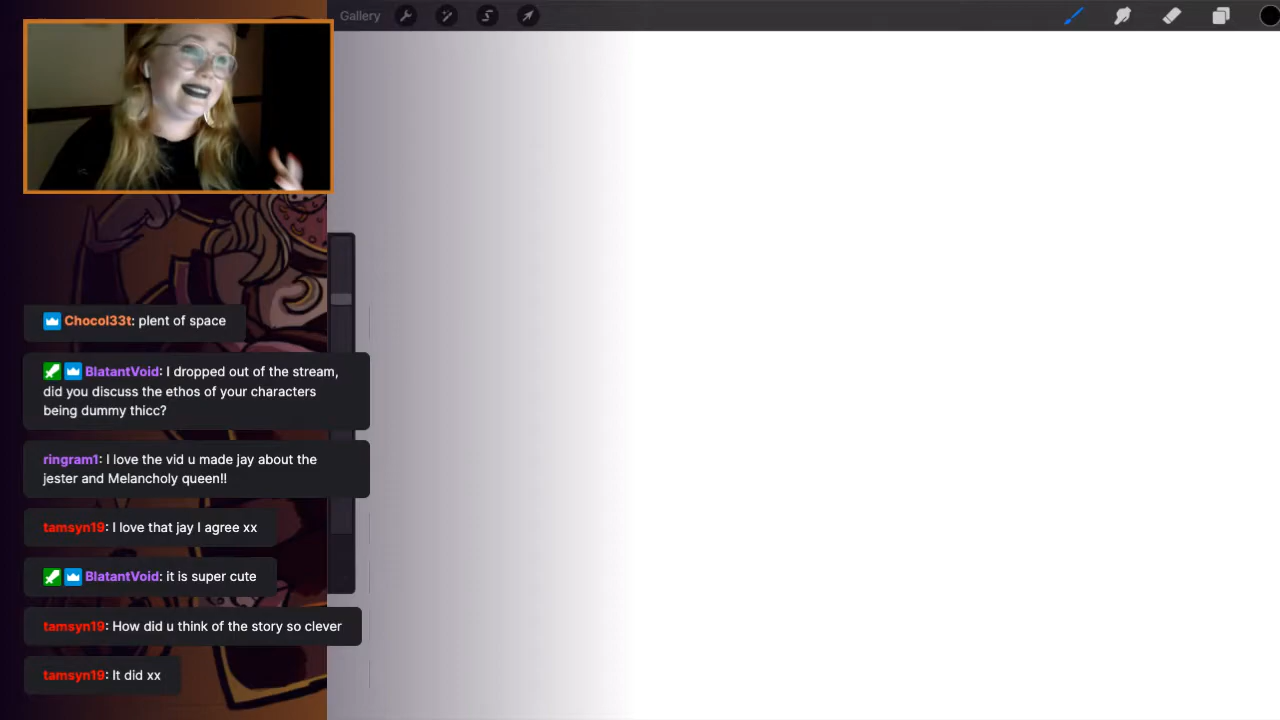 Gallery
Chocol33t: plent of space
BlatantVoid: I dropped out of the stream,
did you discuss the ethos of your characters
being dummy thicc?
ringram1: I love the vid u made jay about the
jester and Melancholy queen!!
tamsyn19: I love that jay I agree xx
BlatantVoid: it is super cute
tamsyn19: How did u think of the story so clever
tamsyn19: It did xx